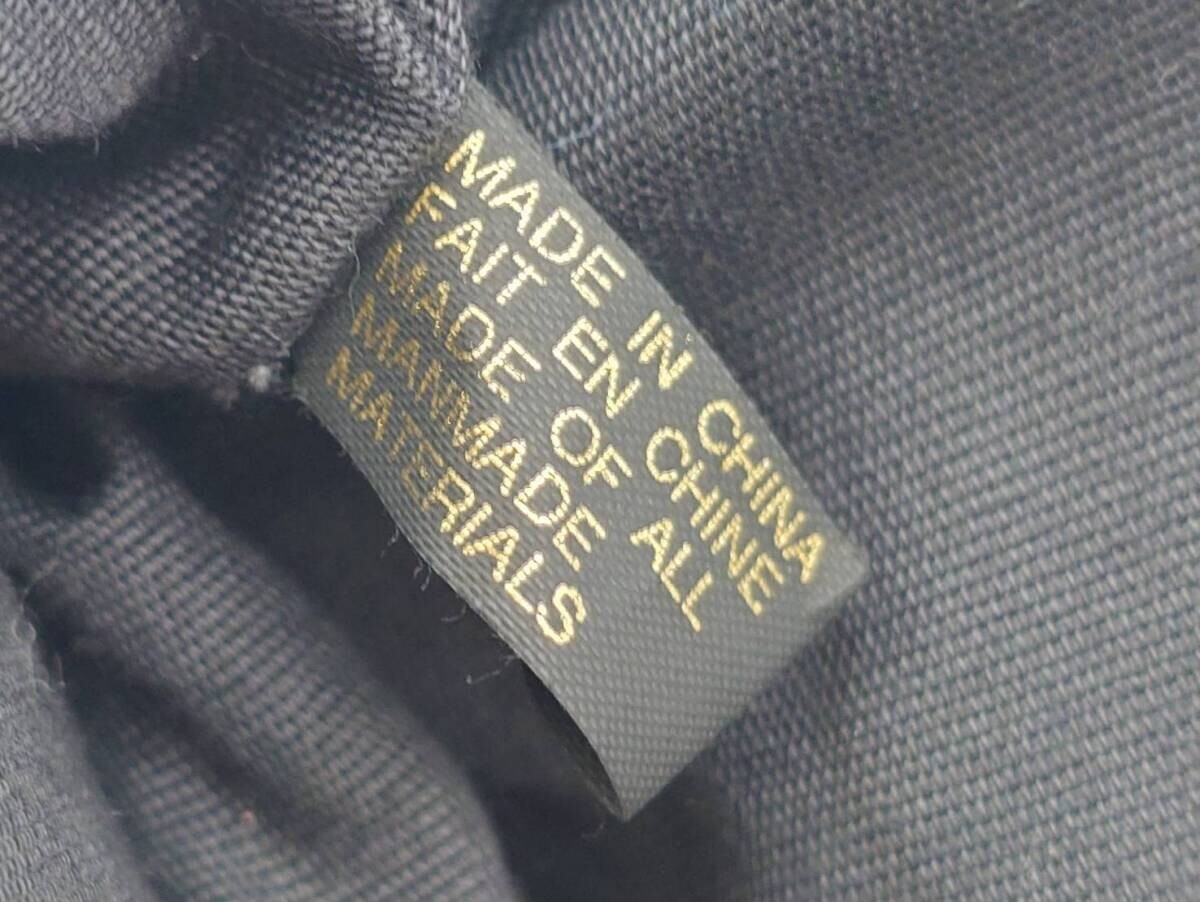 MADE IN CHINA
FAIT EN CHINE
MADE OF ALL
MANMADE
MATERIALS